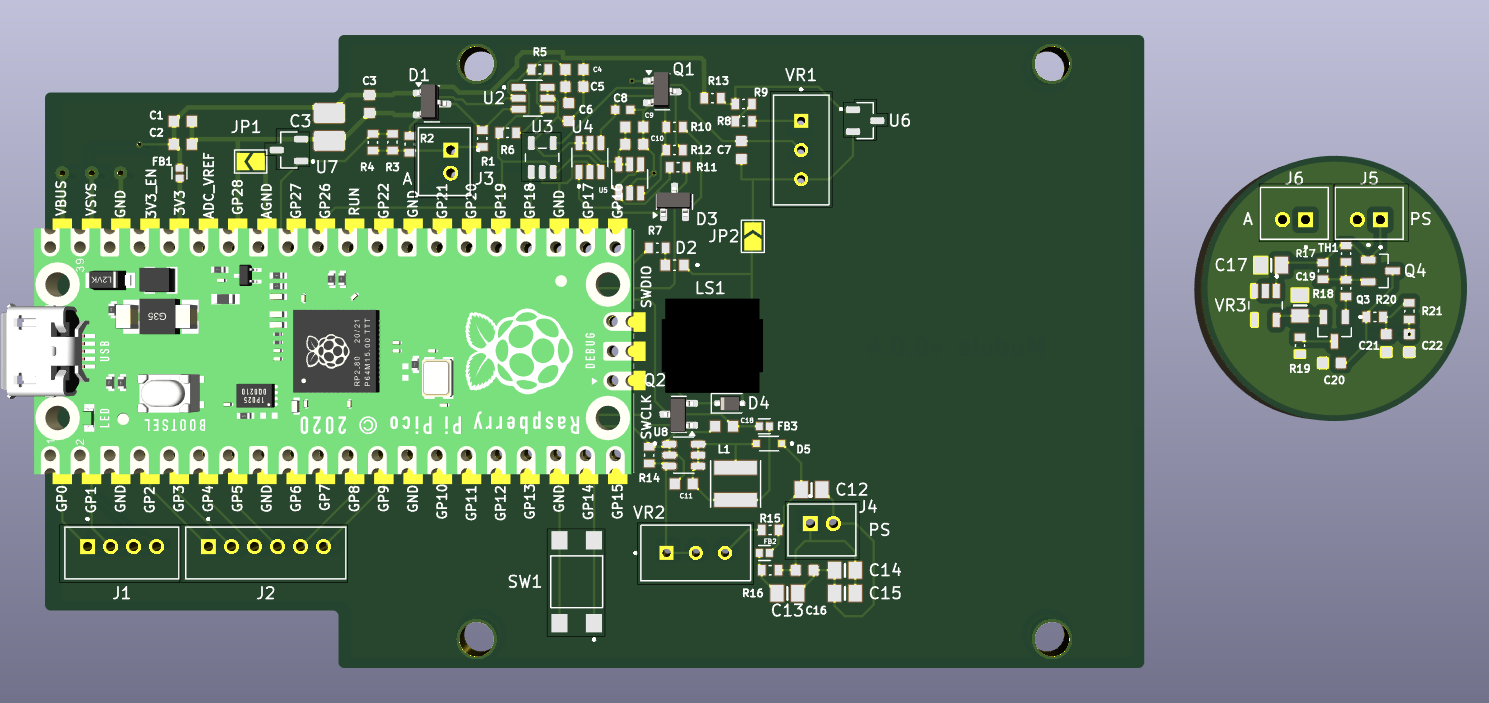 R5
C4
C5
D1
C3
U2
C6
C8
Q1
R13
VR1
R9
R8
U6
C1
C2
JP1
C3
R2
U3
U4
C9
C10
R10
R12
C7
FB1
U7
R4
R3
A
J3
R1
R6
U5
R11
VBUS
VSYS
GND
3V3_EN
3V3
ADC_VREF
GP28
AGND
GP27
GP26
RUN
GP22
GND
GP21
GP20
GP19
GP18
GND
GP17
GP16
D3
R7
D2
JP2
LS1
39
L2VK
G35
USB
RP2.80 20/21
P64M15.00 TTT
SWDIO
DEBUG
Q2
SWCLK
BOOTSEL
LED
Raspberry Pi Pico © 2020
1
2
D4
C18
FB3
U8
L1
D5
R14
C11
GP0
GP1
GND
GP2
GP3
GP4
GP5
GND
GP6
GP7
GP8
GP9
GND
GP10
GP11
GP12
GP13
GND
GP14
GP15
C12
VR2
R15
J4
PS
FB2
SW1
C14
R16
C15
C13
C16
J1
J2
J6
J5
A
PS
R17
TH1
C17
C19
Q4
VR3
R18
Q3
R20
R21
C21
C22
R19
C20